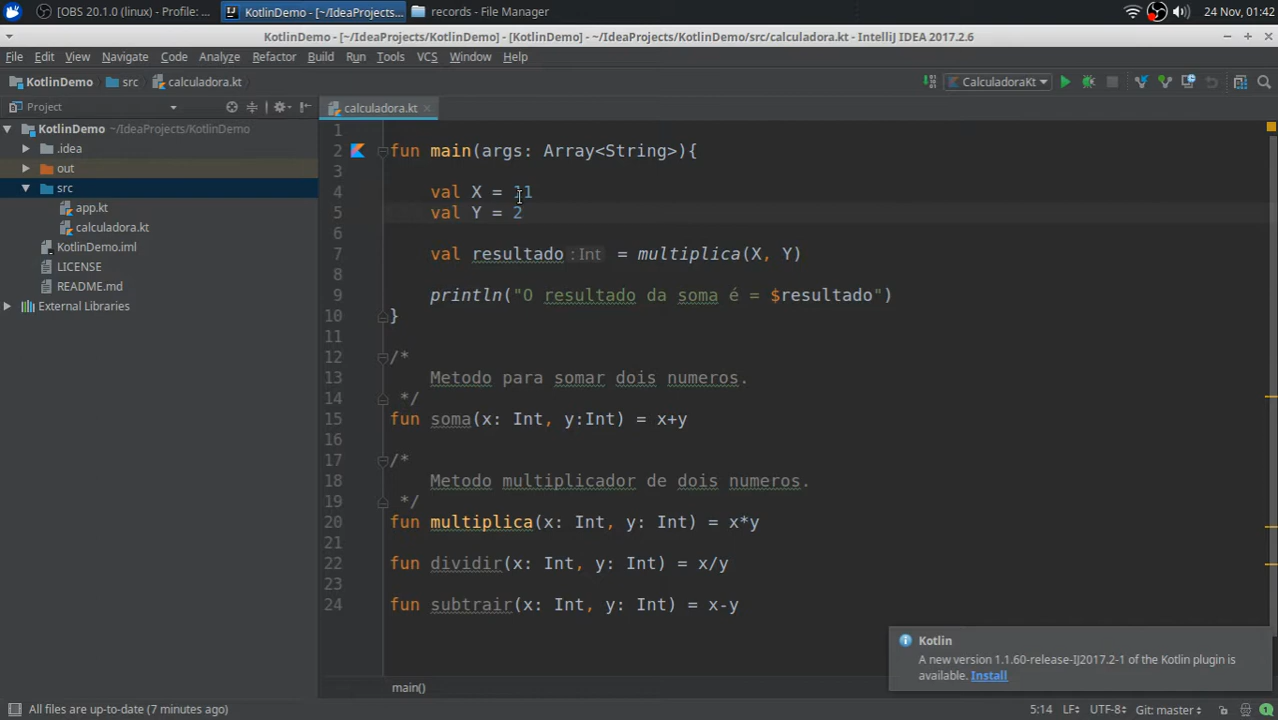 [OBS 20.1.0 (linux) - Profile: ...
KotlinDemo - [~/IdeaProjects...
records - File Manager
24 Nov, 01:42
KotlinDemo - [~/IdeaProjects/KotlinDemo] - [KotlinDemo] - ~/IdeaProjects/KotlinDemo/src/calculadora.kt - IntelliJ IDEA 2017.2.6
File Edit View Navigate Code Analyze Refactor Build Run Tools VCS Window Help
KotlinDemo src calculadora.kt
CalculadoraKt
Project
calculadora.kt
KotlinDemo ~/IdeaProjects/KotlinDemo
.idea
out
src
app.kt
calculadora.kt
KotlinDemo.iml
LICENSE
README.md
External Libraries
1
2 fun main(args: Array<String>){
3
4 val X = 11
5 val Y = 2
6
7 val resultado : Int = multiplica(X, Y)
8
9 println("O resultado da soma é = $resultado")
10 }
11
12 /*
13 Metodo para somar dois numeros.
14 */
15 fun soma(x: Int, y:Int) = x+y
16
17 /*
18 Metodo multiplicador de dois numeros.
19 */
20 fun multiplica(x: Int, y: Int) = x*y
21
22 fun dividir(x: Int, y: Int) = x/y
23
24 fun subtrair(x: Int, y: Int) = x-y
Kotlin
A new version 1.1.60-release-IJ2017.2-1 of the Kotlin plugin is
available. Install
main()
All files are up-to-date (7 minutes ago)
5:14 LF÷ UTF-8÷ Git: master÷
1